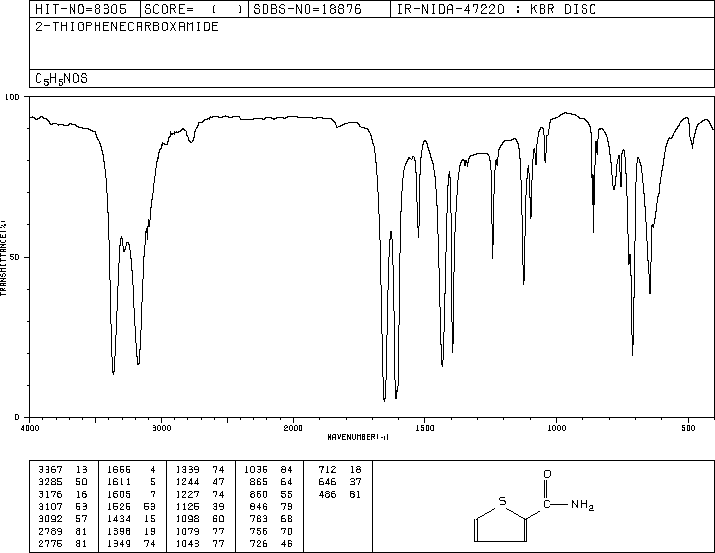 HIT-NO=8305 SCORE= ( ) SDBS-NO=18876 IR-NIDA-47220 : KBR DISC
2-THIOPHENECARBOXAMIDE
C5H5NOS
100
50
0
TRANSMITTANCE(%)
4000 3000 2000 1500 1000 500
WAVENUMBER(-1)
3367 13 1656 4 1339 74 1036 84 712 18
3285 50 1611 5 1244 47 865 64 646 37
3176 16 1605 7 1227 74 860 55 486 81
3107 53 1526 53 1126 39 846 79
3092 57 1434 15 1098 60 783 68
2789 81 1398 19 1079 77 756 70
2775 81 1349 74 1043 77 726 46
O
S
C
NH2